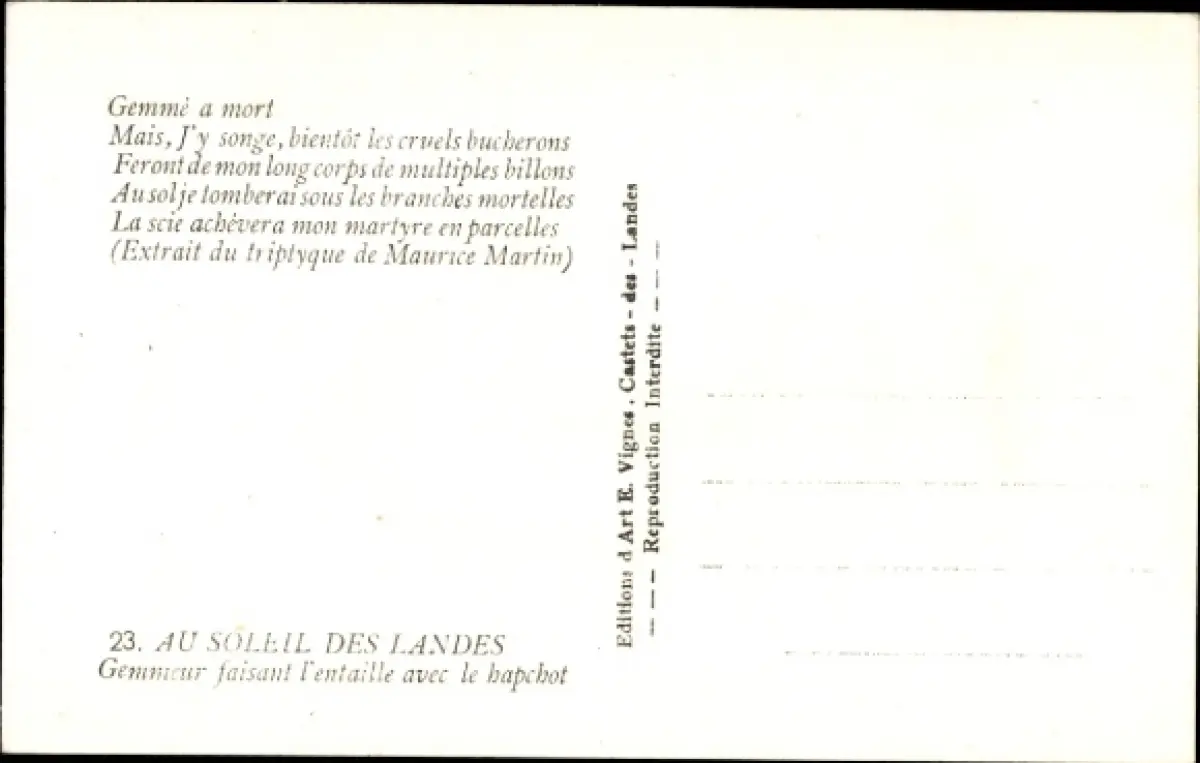 Gemmé a mort
Mais, J'y songe, bientôt les cruels bucherons
Feront de mon long corps de multiples billons
Au sol je tomberai sous les branches mortelles
La scie achèvera mon martyre en parcelles
(Extrait du triptyque de Maurice Martin)
23. AU SOLEIL DES LANDES
Gemmeur faisant l'entaille avec le hapchot
Editions d'Art E. Vignes . Castets - des - Landes
— — — Reproduction Interdite — — —